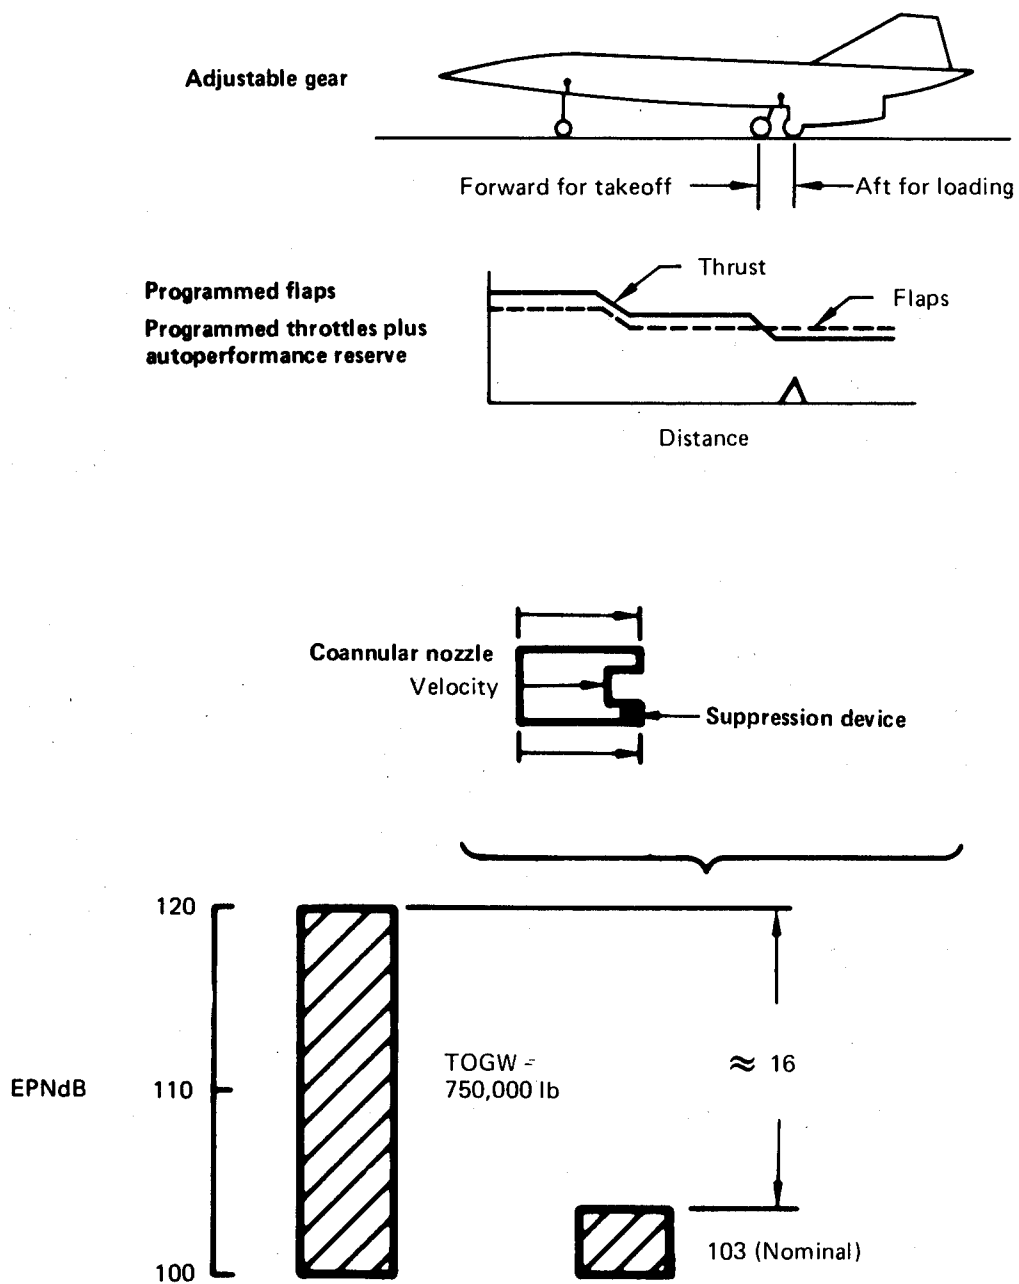 Adjustable gear
Forward for takeoff
Aft for loading
Programmed flaps
Programmed throttles plus
autoperformance reserve
Thrust
Flaps
Distance
Coannular nozzle
Velocity
Suppression device
120
110
100
EPNdB
TOGW =
750,000 lb
≈ 16
103 (Nominal)